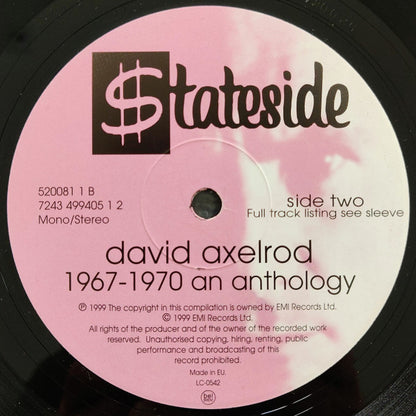 $tateside
520081 1 B
7243 499405 1 2
Mono/Stereo
side two
Full track listing see sleeve
david axelrod
1967-1970 an anthology
℗ 1999 The copyright in this compilation is owned by EMI Records Ltd.
© 1999 EMI Records Ltd.
All rights of the producer and of the owner of the recorded work
reserved. Unauthorised copying, hiring, renting, public
performance and broadcasting of this
record prohibited.
Made in EU.
LC-0542